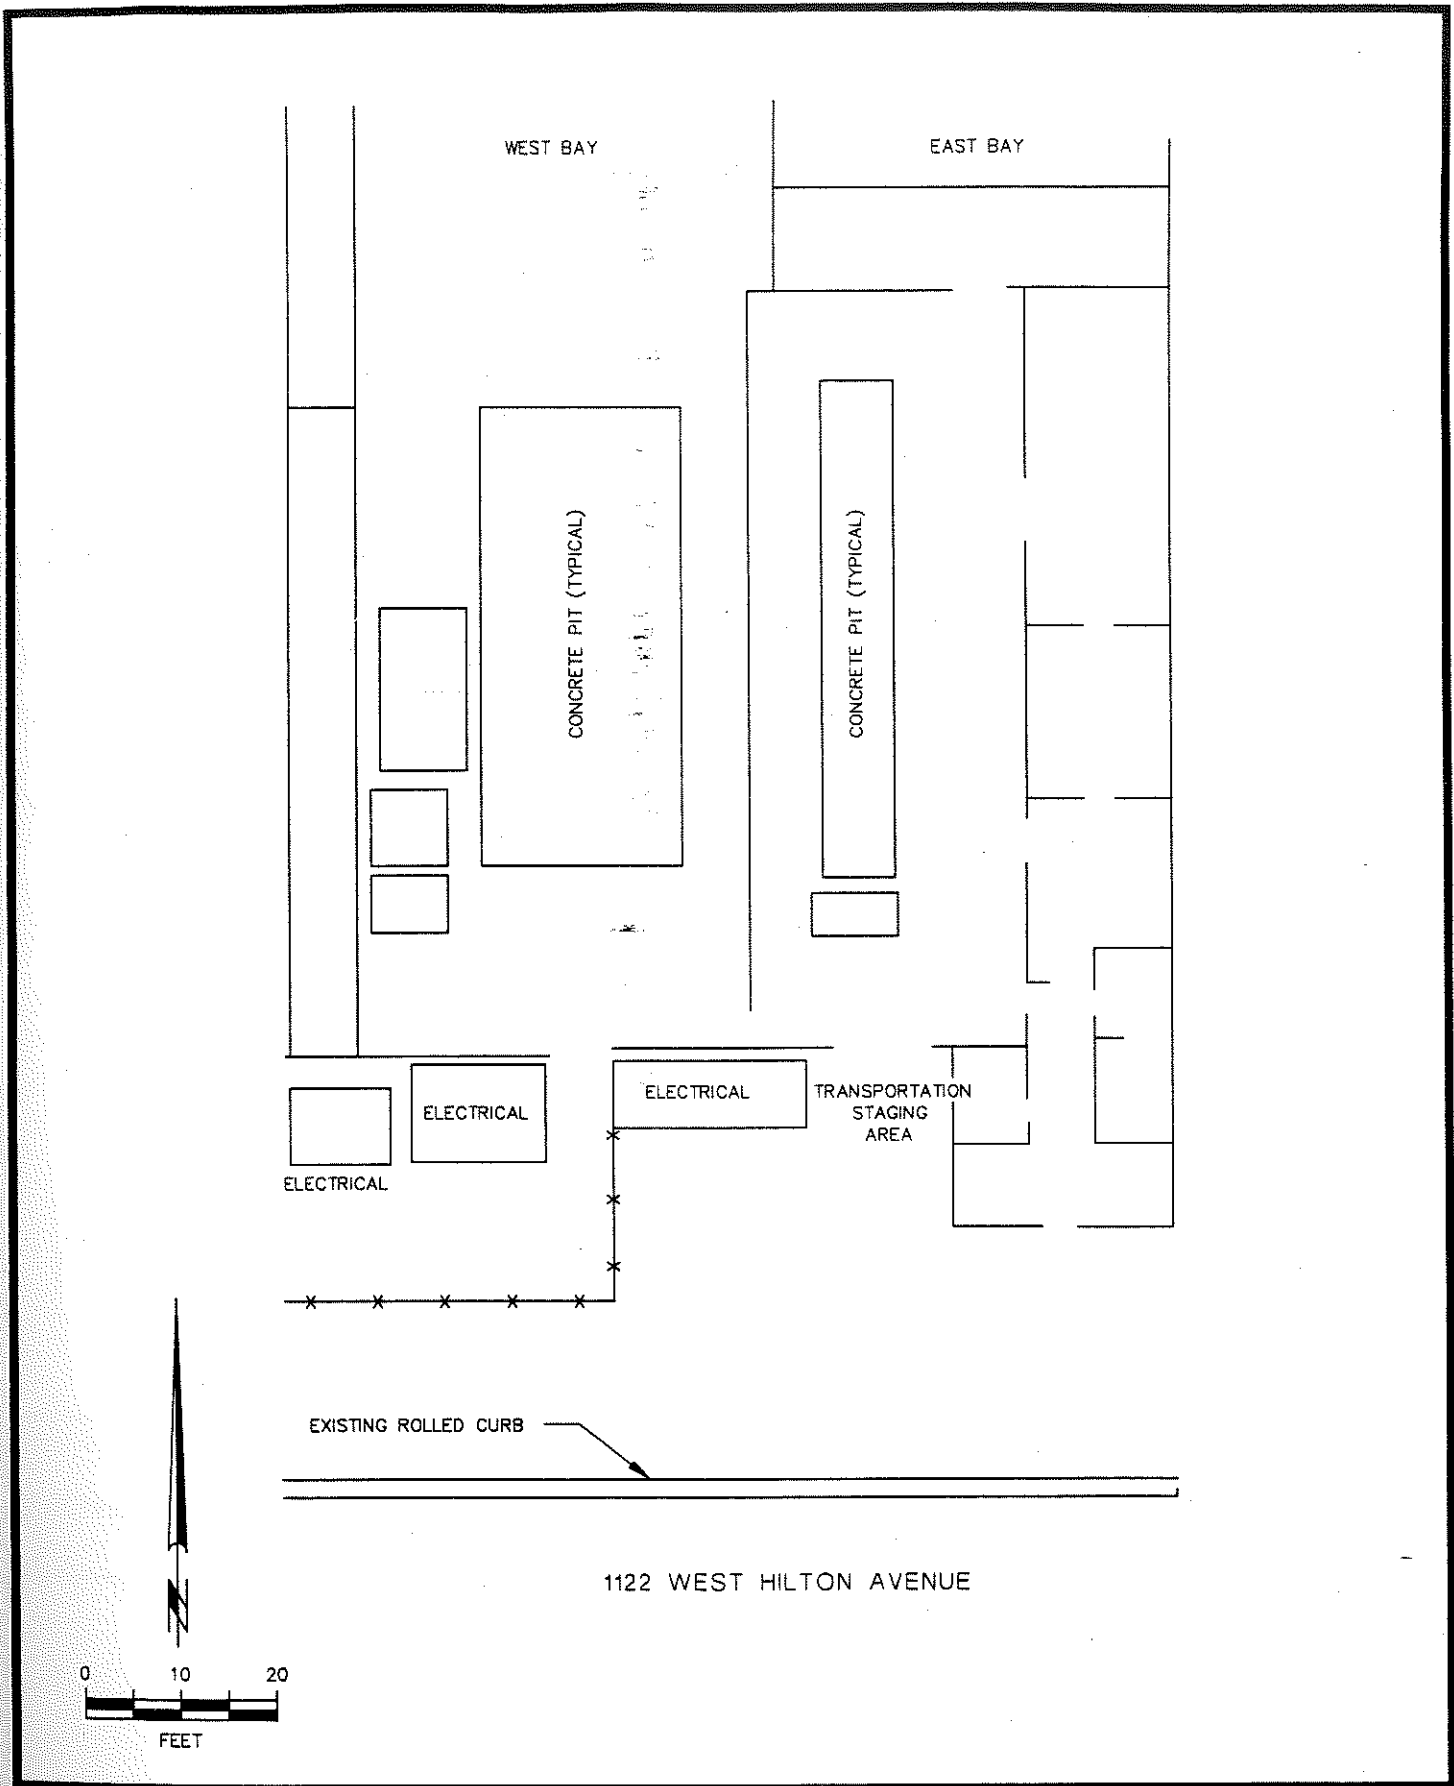 WEST BAY
EAST BAY
CONCRETE PIT (TYPICAL)
CONCRETE PIT (TYPICAL)
ELECTRICAL
ELECTRICAL
ELECTRICAL
TRANSPORTATION
STAGING
AREA
EXISTING ROLLED CURB
1122 WEST HILTON AVENUE
N
0 10 20
FEET